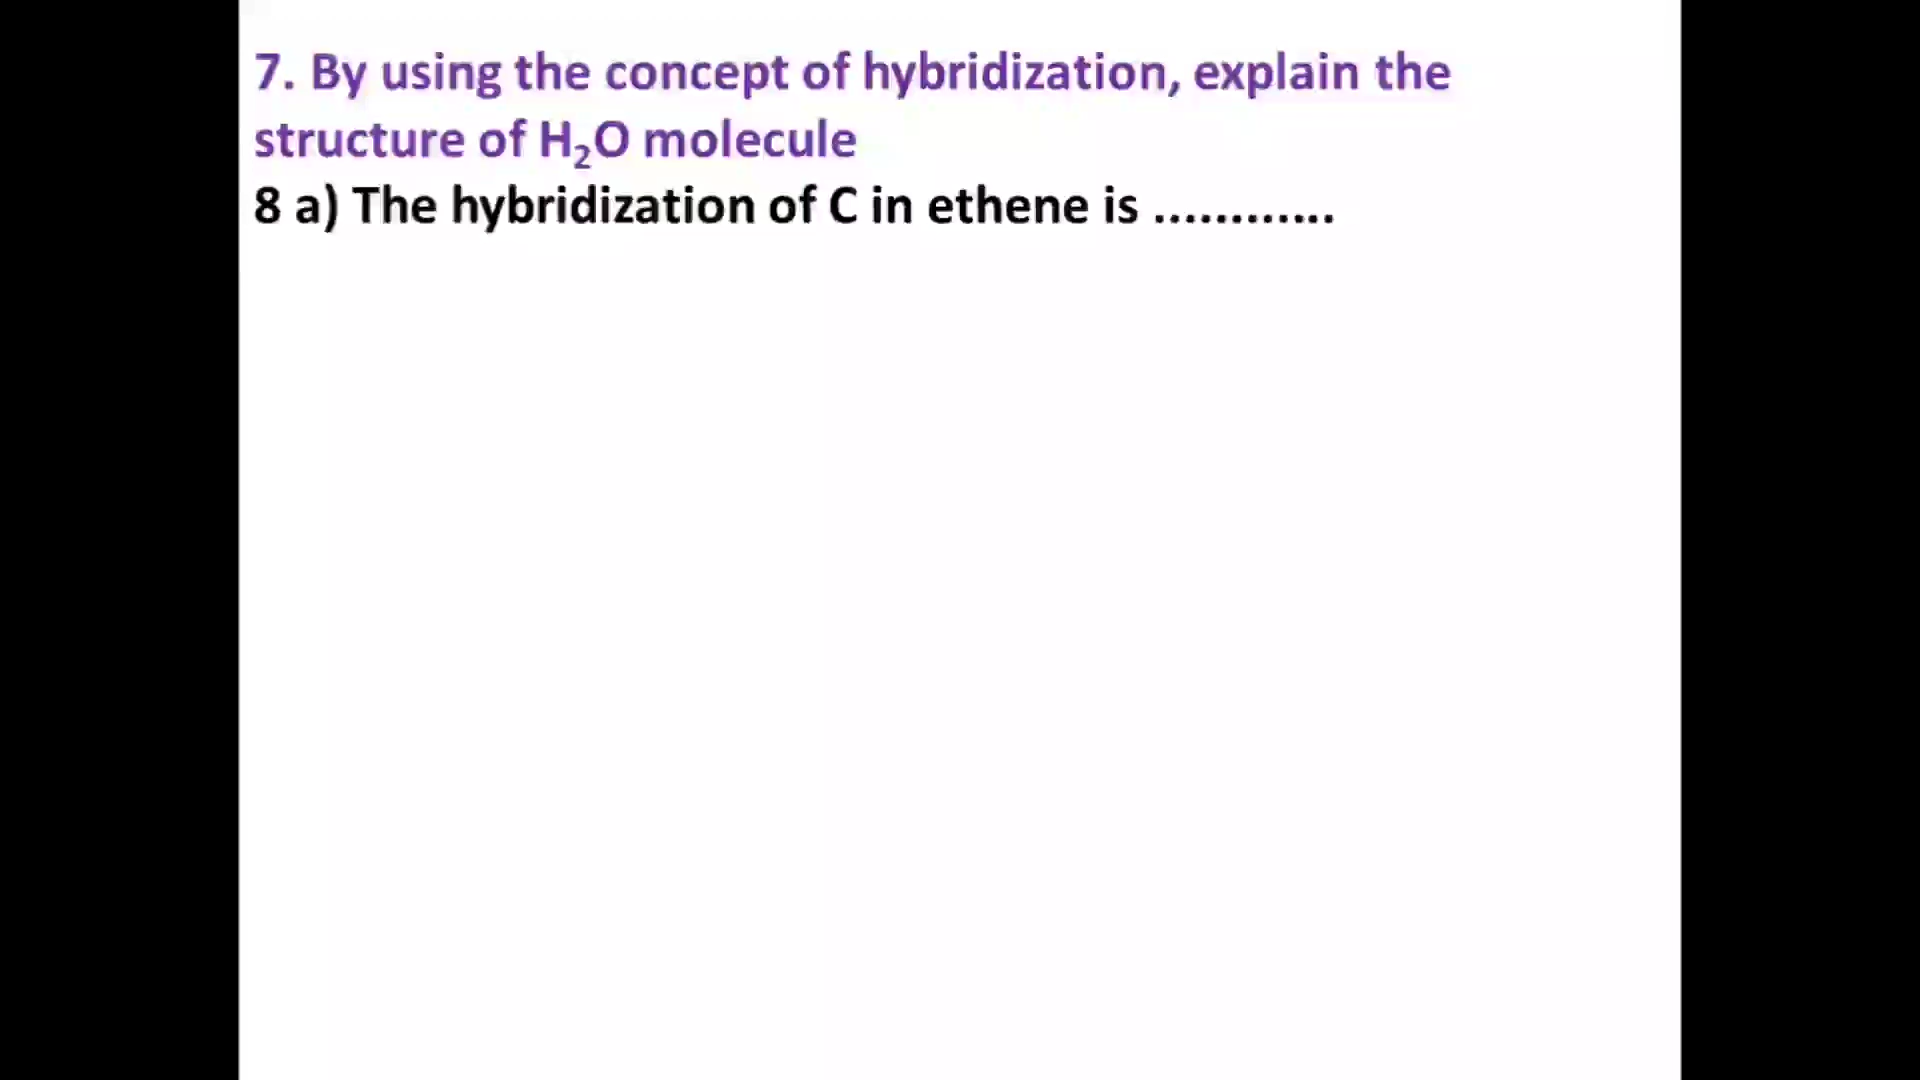 7. By using the concept of hybridization, explain the
structure of H₂O molecule
8 a) The hybridization of C in ethene is ............